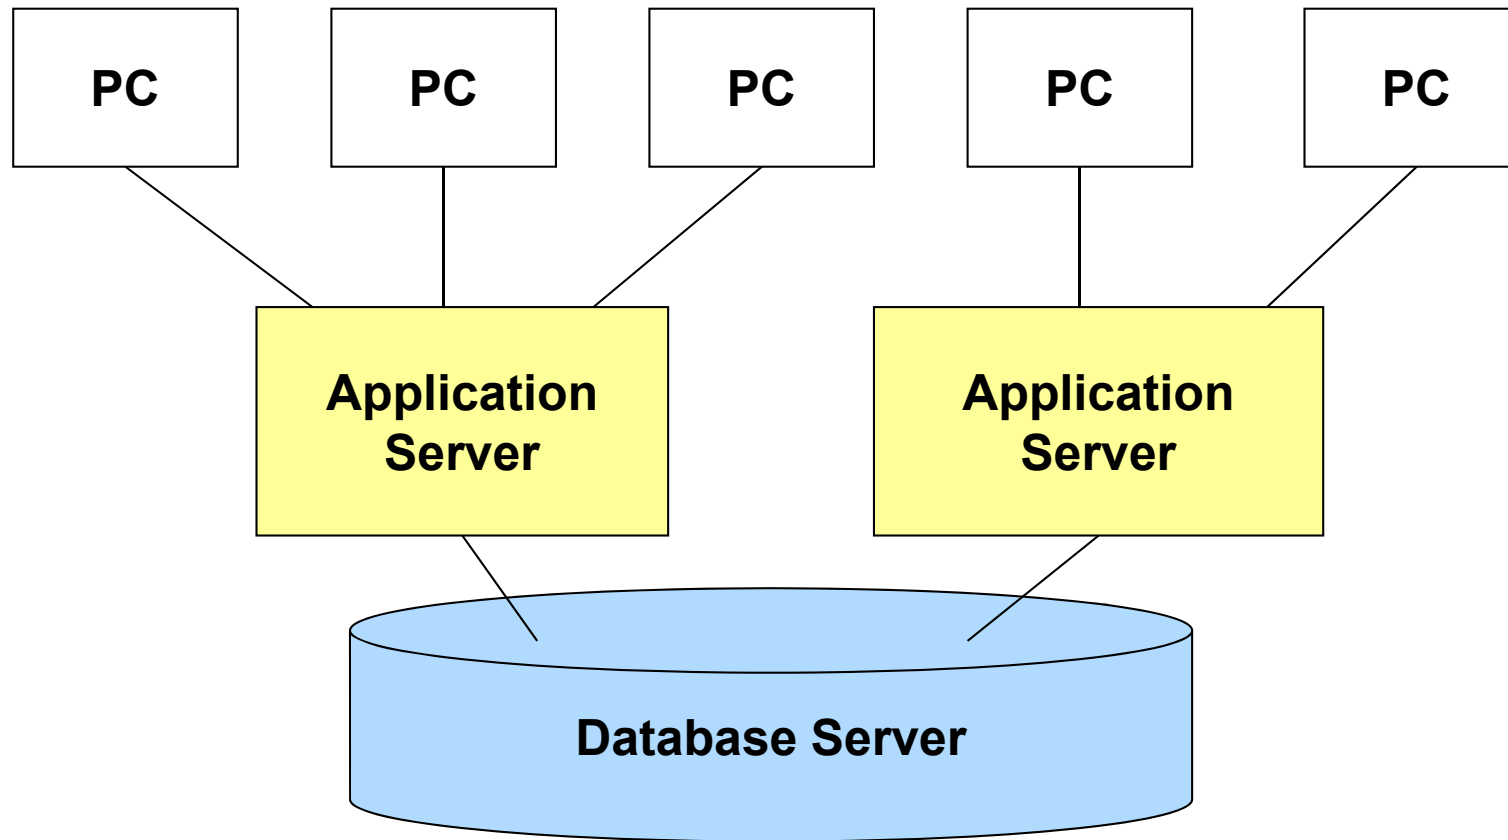 PC
PC
PC
PC
PC
Application
Server
Application
Server
Database Server